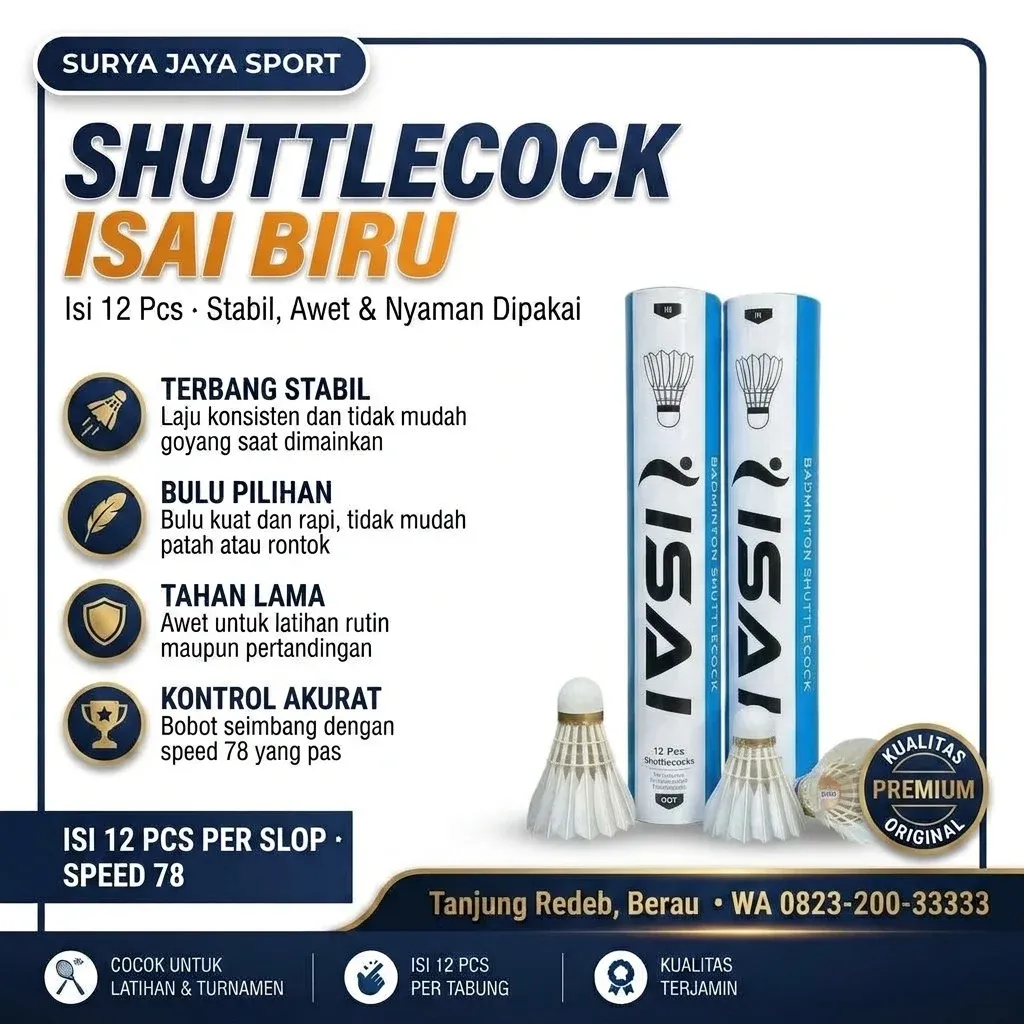 SURYA JAYA SPORT
SHUTTLECOCK
ISAI BIRU
Isi 12 Pcs · Stabil, Awet & Nyaman Dipakai
TERBANG STABIL
Laju konsisten dan tidak mudah
goyang saat dimainkan
BULU PILIHAN
Bulu kuat dan rapi, tidak mudah
patah atau rontok
TAHAN LAMA
Awet untuk latihan rutin
maupun pertandingan
KONTROL AKURAT
Bobot seimbang dengan
speed 78 yang pas
ISAI
BADMINTON SHUTTLECOCK
12 Pcs
Shottlecocks
OOT
ISAI
BADMINTON SHUTTLECOCK
KUALITAS
PREMIUM
ORIGINAL
ISI 12 PCS PER SLOP ·
SPEED 78
Tanjung Redeb, Berau • WA 0823-200-33333
COCOK UNTUK
LATIHAN & TURNAMEN
ISI 12 PCS
PER TABUNG
KUALITAS
TERJAMIN